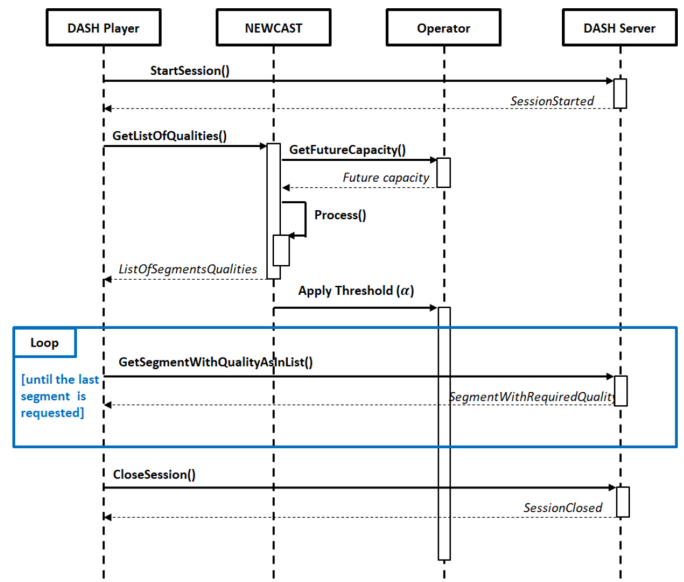 DASH Player
NEWCAST
Operator
DASH Server
StartSession()
SessionStarted
GetListOfQualities()
GetFutureCapacity()
Future capacity
Process()
ListOfSegmentsQualities
Apply Threshold (α)
Loop
GetSegmentWithQualityAsInList()
[until the last
segment is
requested]
SegmentWithRequiredQuality
CloseSession()
SessionClosed